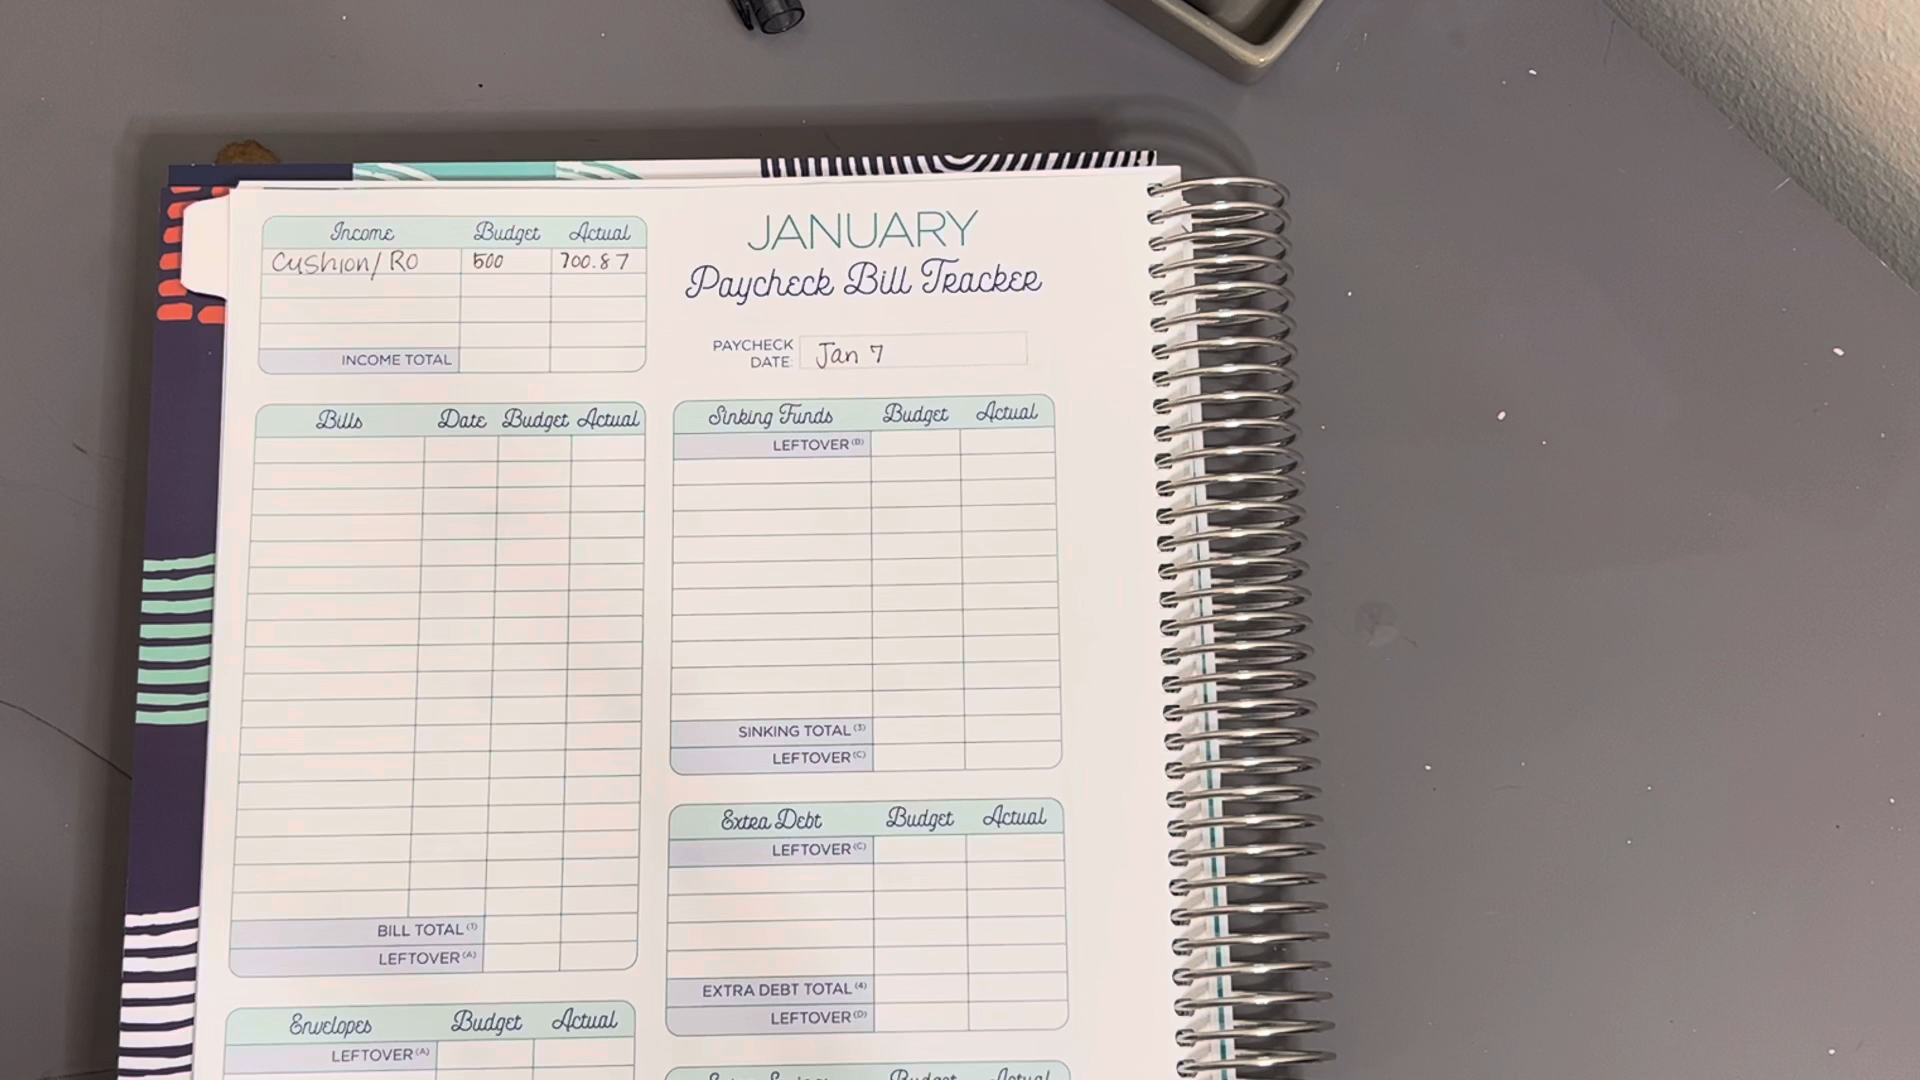 Income Budget Actual
Cushion/RO 500 700.87
INCOME TOTAL
JANUARY
Paycheck Bill Tracker
PAYCHECK
DATE: Jan 7
Bills Date Budget Actual
BILL TOTAL (1)
LEFTOVER (A)
Envelopes Budget Actual
LEFTOVER (A)
Sinking Funds Budget Actual
LEFTOVER (B)
SINKING TOTAL (3)
LEFTOVER (C)
Extra Debt Budget Actual
LEFTOVER (C)
EXTRA DEBT TOTAL (4)
LEFTOVER (D)
Budget Actual